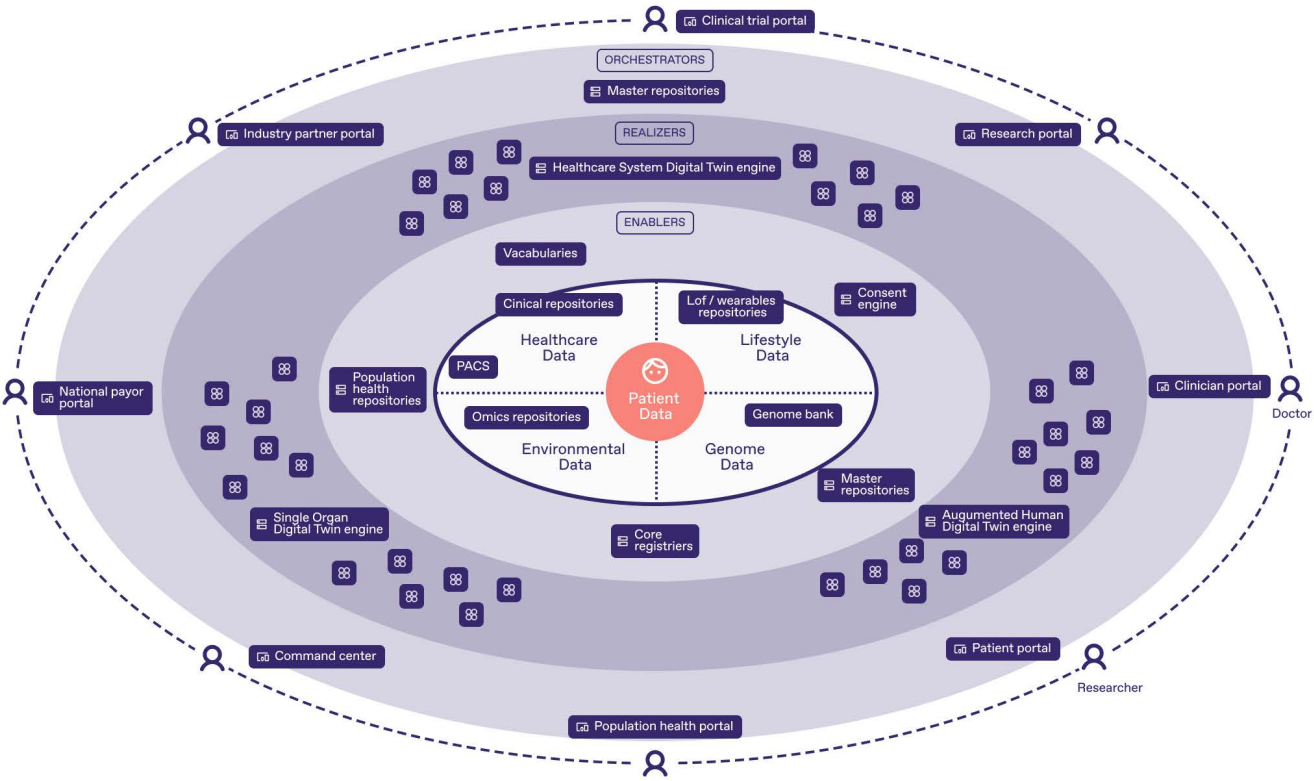 Clinical trial portal
ORCHESTRATORS
Master repositories
Industry partner portal
REALIZERS
Research portal
Healthcare System Digital Twin engine
ENABLERS
Vacabularies
Cinical repositories
Lof / wearables
repositories
Consent
engine
Healthcare
Data
Lifestyle
Data
PACS
Population
health
repositories
National payor
portal
Patient
Data
Clinician portal
Doctor
Omics repositories
Genome bank
Environmental
Data
Genome
Data
Master
repositories
Single Organ
Digital Twin engine
Core
registriers
Augumented Human
Digital Twin engine
Command center
Patient portal
Researcher
Population health portal